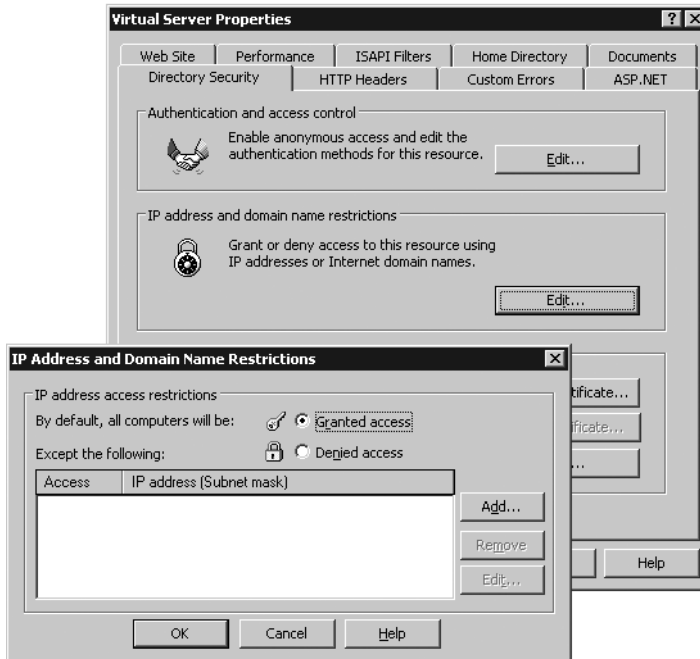 Virtual Server Properties
Web Site
Performance
ISAPI Filters
Home Directory
Documents
Directory Security
HTTP Headers
Custom Errors
ASP.NET
Authentication and access control
Enable anonymous access and edit the
authentication methods for this resource.
Edit...
IP address and domain name restrictions
Grant or deny access to this resource using
IP addresses or Internet domain names.
Edit...
tificate...
ificate...
...
Help
IP Address and Domain Name Restrictions
IP address access restrictions
By default, all computers will be:
Granted access
Except the following:
Denied access
Access
IP address (Subnet mask)
Add...
Remove
Edit...
OK
Cancel
Help